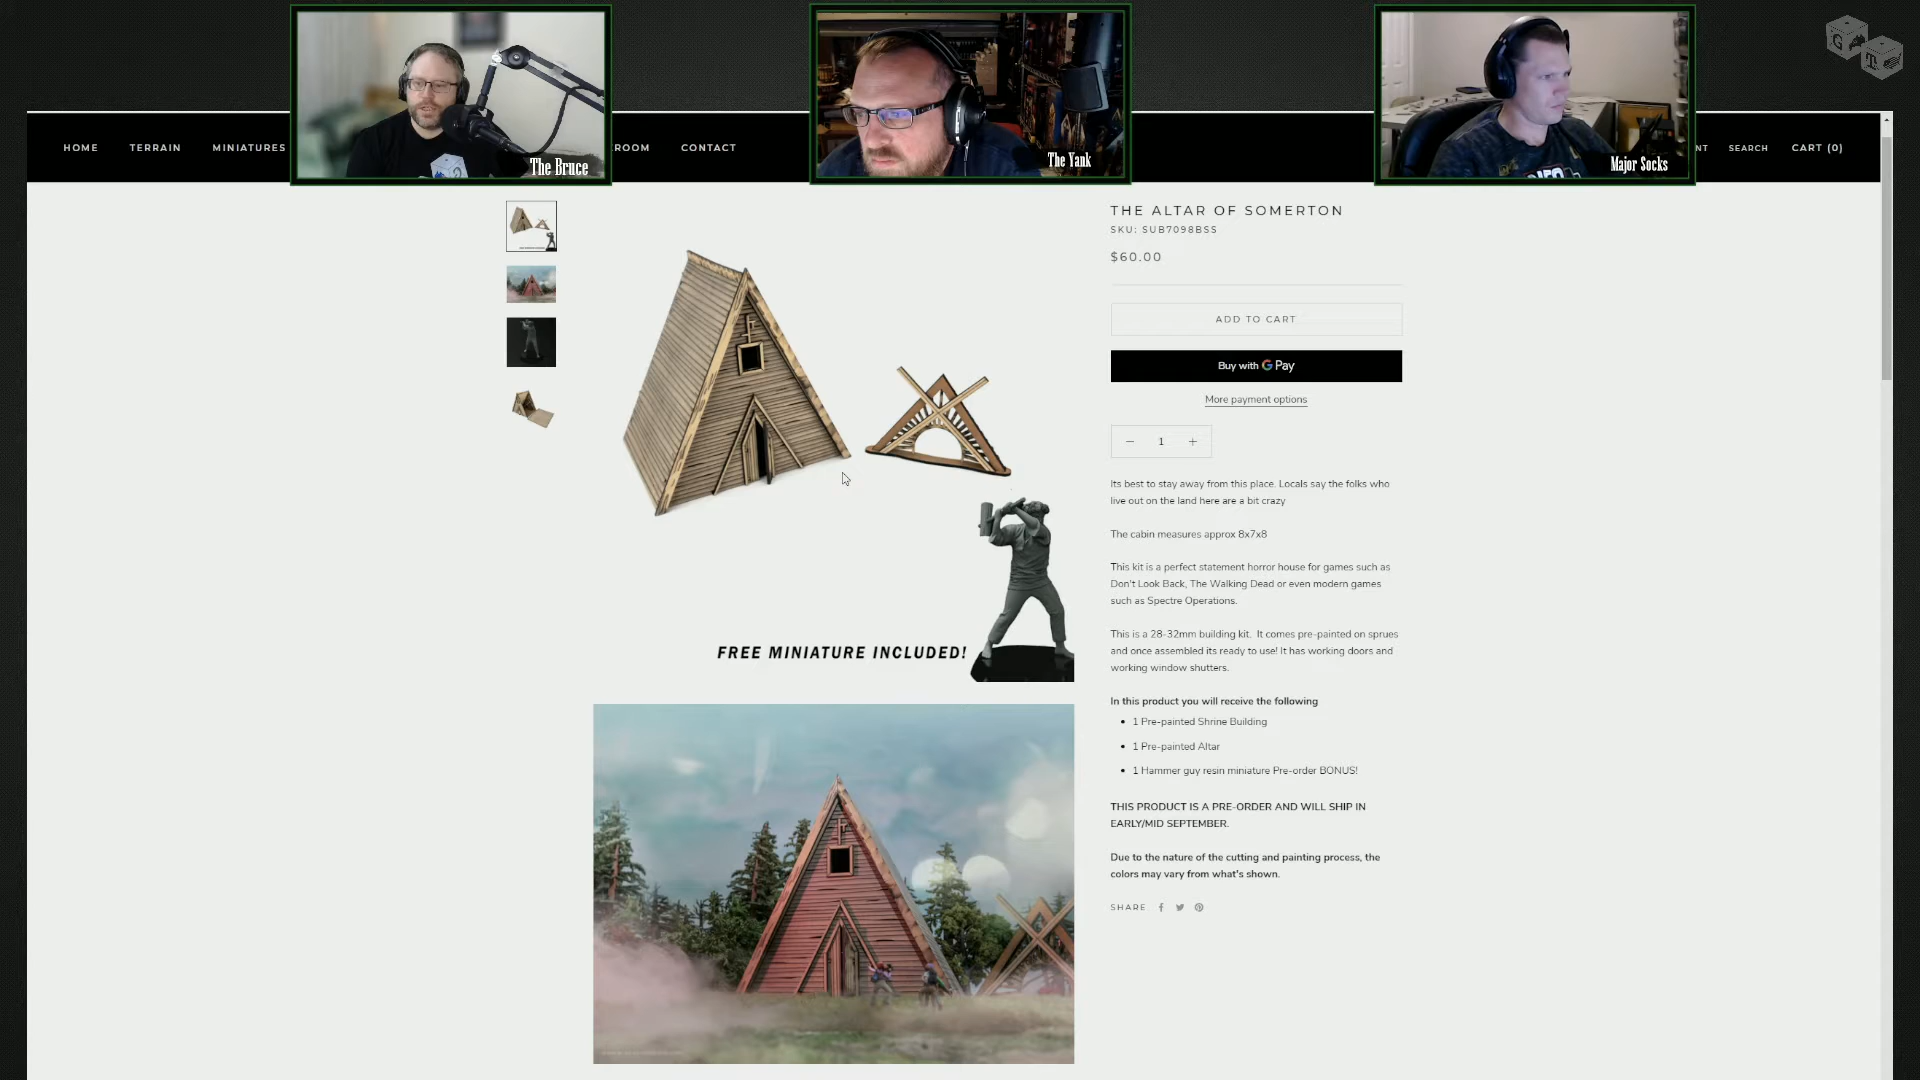 The Bruce
The Yank
Major Socks
G
T
HOME
TERRAIN
MINIATURES
ROOM
CONTACT
NT
SEARCH
CART (0)
THE ALTAR OF SOMERTON
SKU: SUB7098BSS
$60.00
ADD TO CART
Buy with G Pay
More payment options
− 1 +
Its best to stay away from this place. Locals say the folks who
live out on the land here are a bit crazy
The cabin measures approx 8x7x8
This kit is a perfect statement horror house for games such as
Don't Look Back, The Walking Dead or even modern games
such as Spectre Operations.
This is a 28-32mm building kit. It comes pre-painted on sprues
and once assembled its ready to use! It has working doors and
working window shutters.
In this product you will receive the following
• 1 Pre-painted Shrine Building
• 1 Pre-painted Altar
• 1 Hammer guy resin miniature Pre-order BONUS!
THIS PRODUCT IS A PRE-ORDER AND WILL SHIP IN
EARLY/MID SEPTEMBER.
Due to the nature of the cutting and painting process, the
colors may vary from what's shown.
SHARE
FREE MINIATURE INCLUDED!